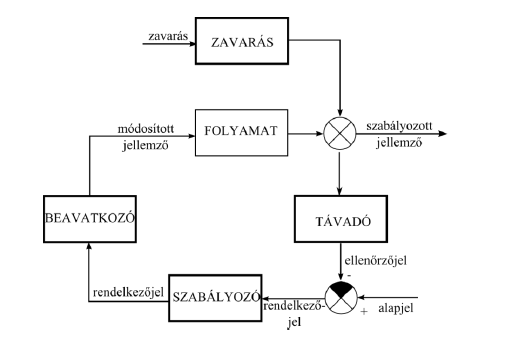 zavarás
ZAVARÁS
módosított
jellemző
FOLYAMAT
szabályozott
jellemző
BEAVATKOZÓ
TÁVADÓ
ellenőrzőjel
-
rendelkezőjel
SZABÁLYOZÓ
rendelkező-
jel
+
alapjel